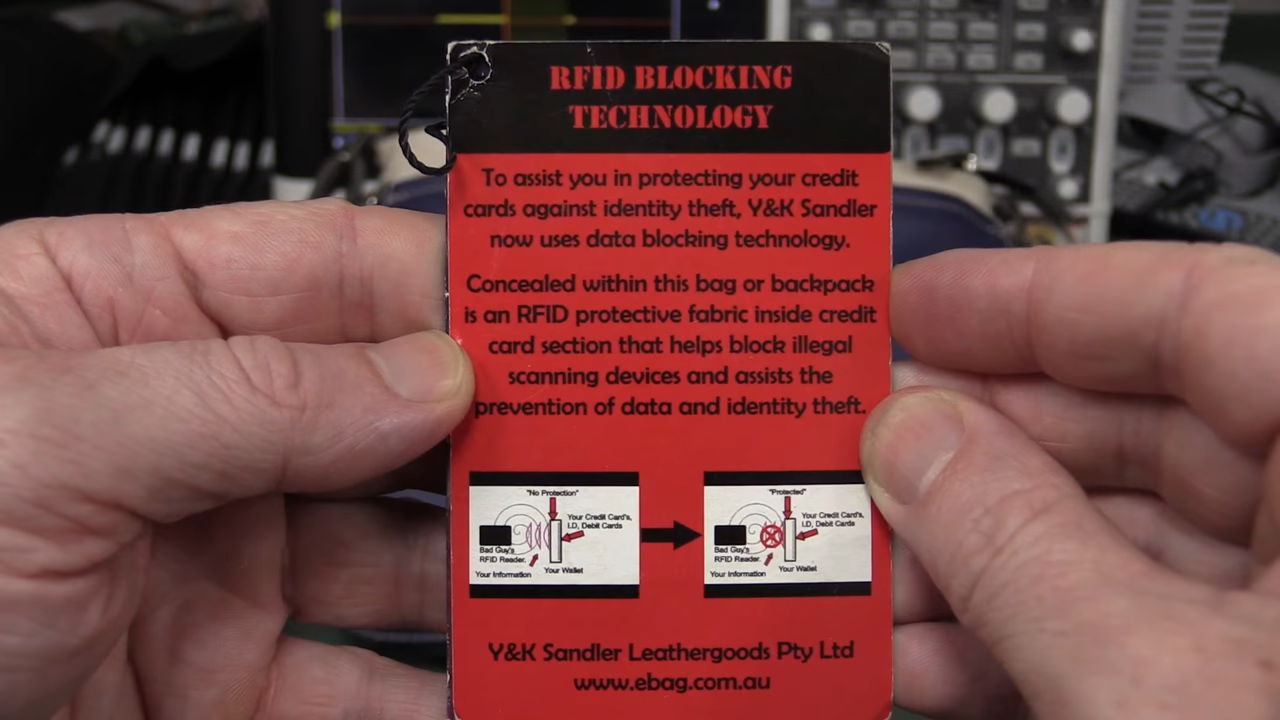 RFID BLOCKING
TECHNOLOGY
To assist you in protecting your credit
cards against identity theft, Y&K Sandler
now uses data blocking technology.
Concealed within this bag or backpack
is an RFID protective fabric inside credit
card section that helps block illegal
scanning devices and assists the
prevention of data and identity theft.
"No Protection"
Your Credit Card's,
I.D, Debit Cards
Bad Guy's
RFID Reader.
Your Wallet
Your Information
"Protected"
Your Credit Card's,
I.D, Debit Cards
Bad Guy's
RFID Reader.
Your Wallet
Your Information
Y&K Sandler Leathergoods Pty Ltd
www.ebag.com.au